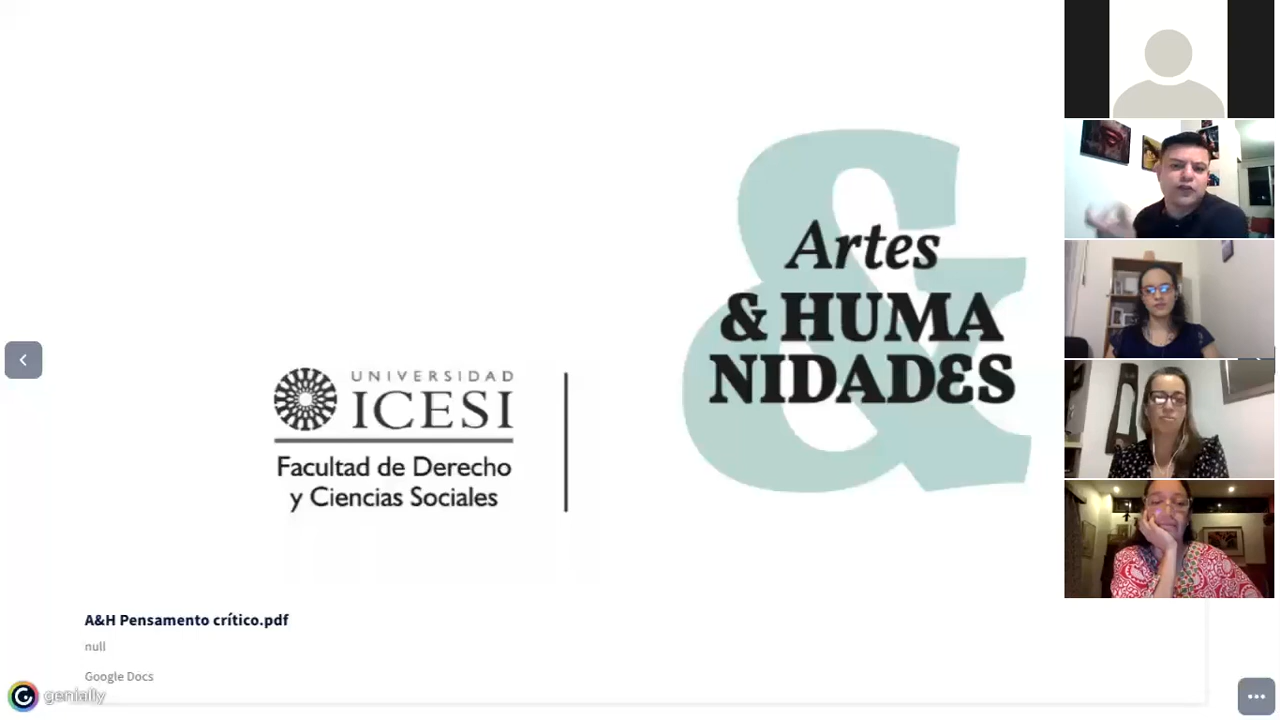 Artes
& HUMA
NIDADES
UNIVERSIDAD
ICESI
Facultad de Derecho
y Ciencias Sociales
A&H Pensamento crítico.pdf
null
Google Docs
genially